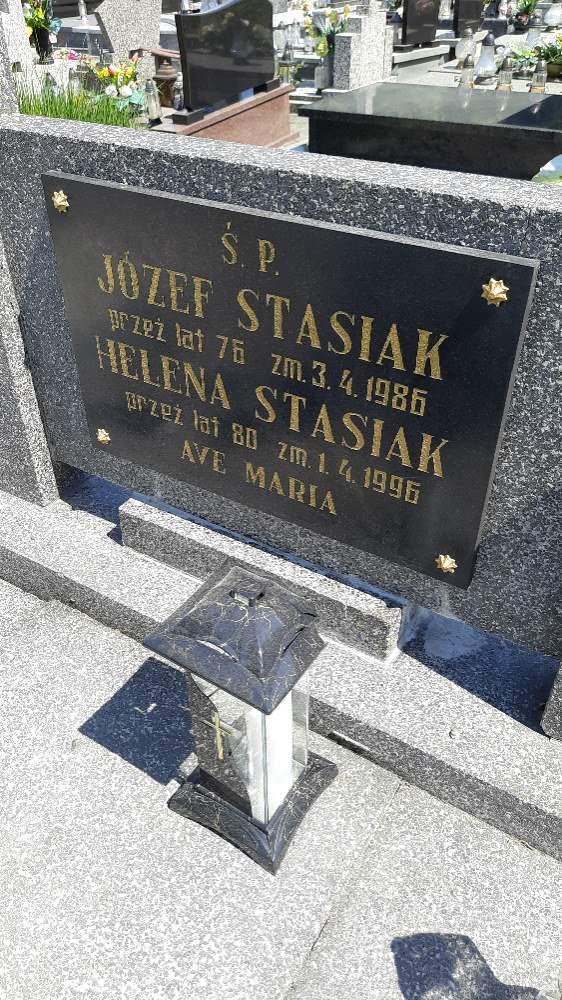 Ś. P.
JÓZEF STASIAK
przeż lat 76 zm. 3. 4. 1986
HELENA STASIAK
przeż lat 80 zm. 1. 4. 1996
AVE MARIA